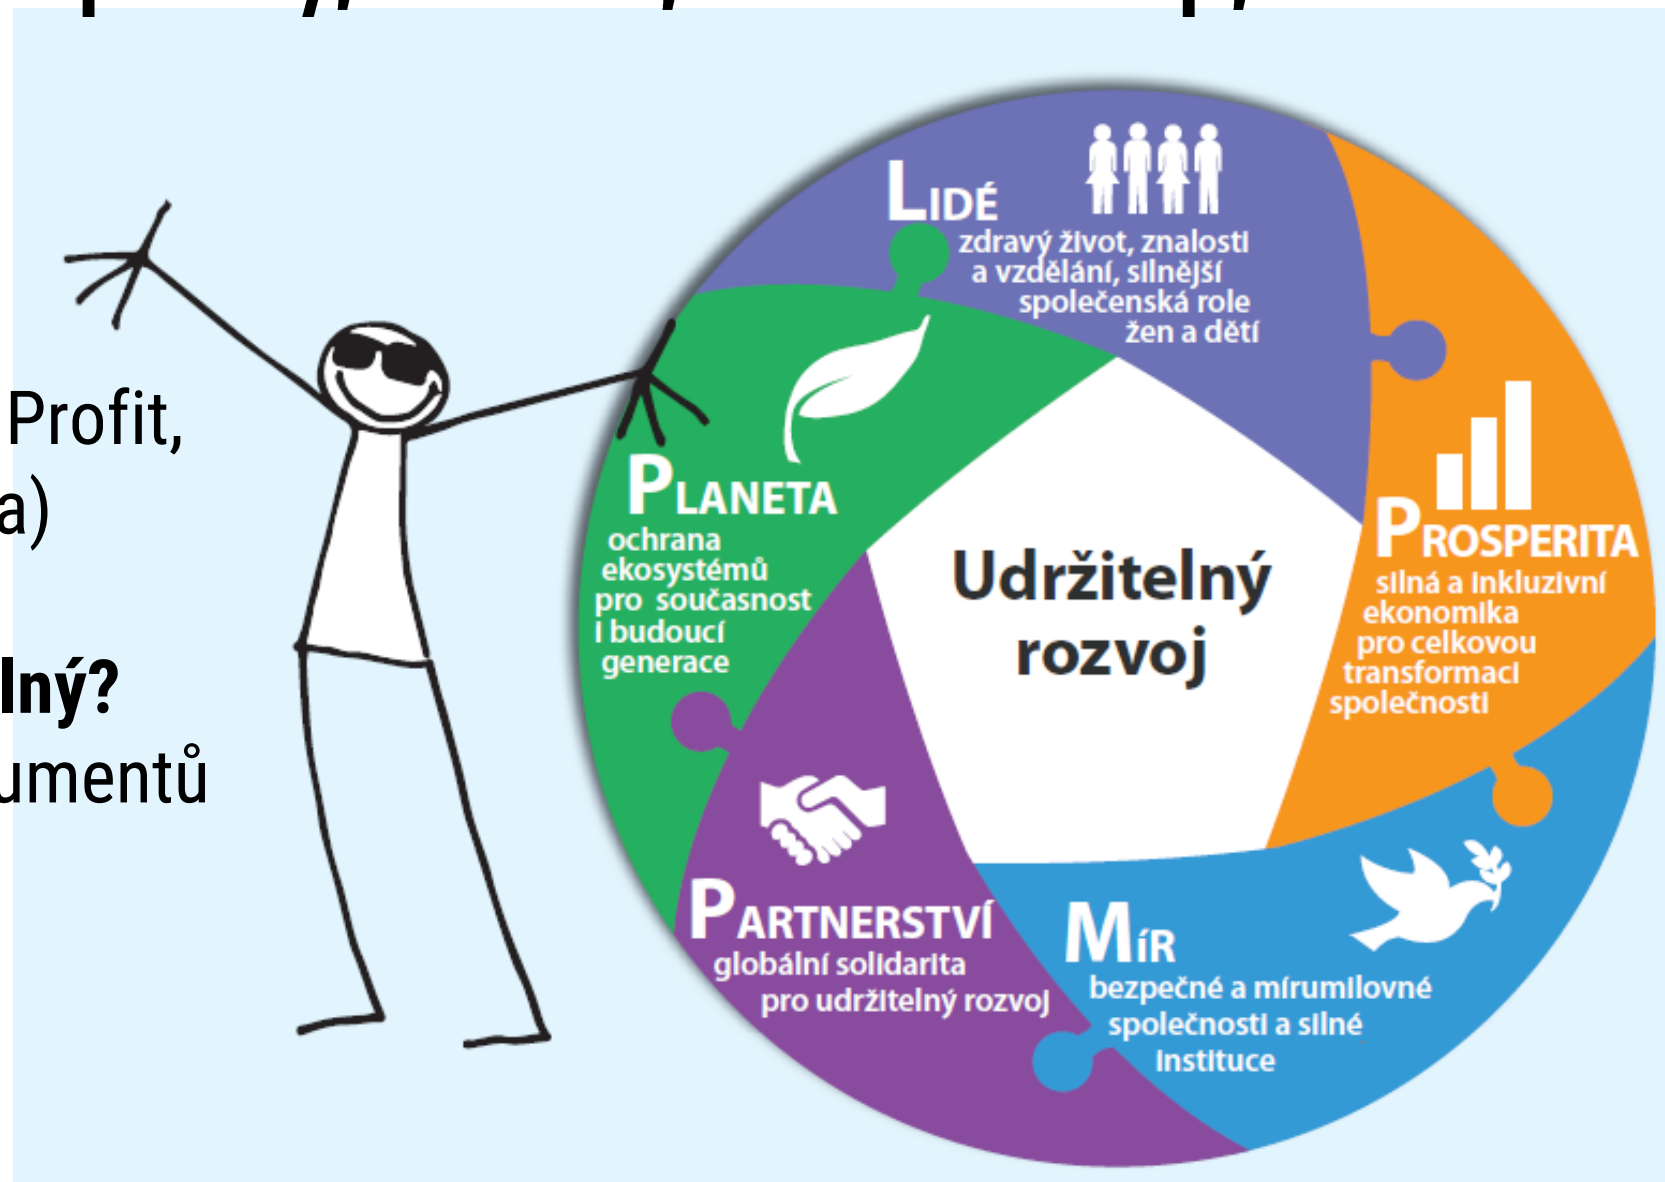 Profit,
a)
lný?
umentů
LIDÉ
zdravý život, znalosti
a vzdělání, silnější
společenská role
žen a dětí
PLANETA
ochrana
ekosystémů
pro současnost
i budoucí
generace
Udržitelný
rozvoj
PROSPERITA
silná a inkluzivní
ekonomika
pro celkovou
transformaci
společnosti
PARTNERSTVÍ
globální solidarita
pro udržitelný rozvoj
MíR
bezpečné a mírumilovné
společnosti a silné
instituce